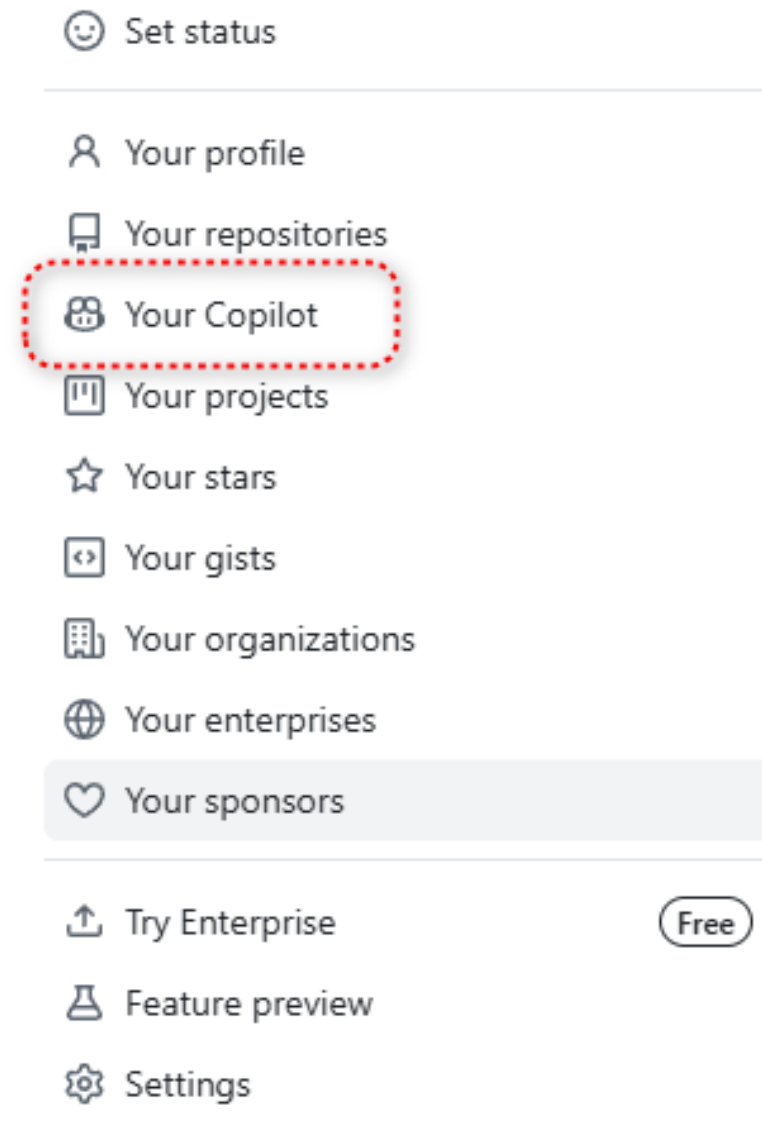 Set status
Your profile
Your repositories
Your Copilot
Your projects
Your stars
Your gists
Your organizations
Your enterprises
Your sponsors
Try Enterprise Free
Feature preview
Settings